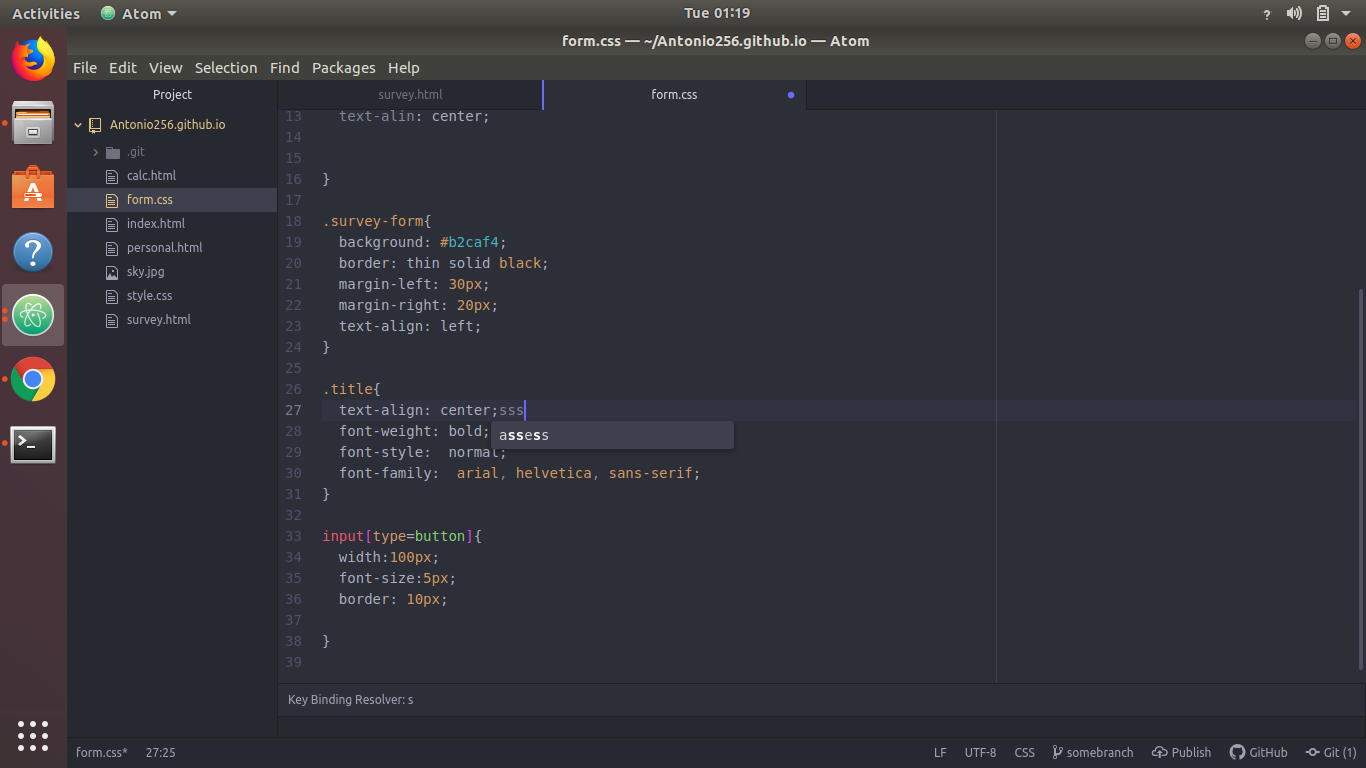 Activities Atom Tue 01:19 ?
form.css — ~/Antonio256.github.io — Atom
File Edit View Selection Find Packages Help
Project survey.html form.css
Antonio256.github.io
.git
calc.html
form.css
index.html
personal.html
sky.jpg
style.css
survey.html
13 text-alin: center;
14
15
16 }
17
18 .survey-form{
19 background: #b2caf4;
20 border: thin solid black;
21 margin-left: 30px;
22 margin-right: 20px;
23 text-align: left;
24 }
25
26 .title{
27 text-align: center;sss
28 font-weight: bold;
assess
29 font-style: normal;
30 font-family: arial, helvetica, sans-serif;
31 }
32
33 input[type=button]{
34 width:100px;
35 font-size:5px;
36 border: 10px;
37
38 }
39
Key Binding Resolver: s
form.css* 27:25 LF UTF-8 CSS somebranch Publish GitHub Git (1)